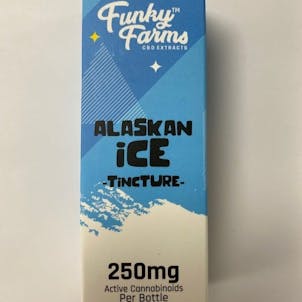 Funky™
Farms
CBD EXTRACTS
ALASKAN
iCE
-TiNCTURE-
250mg
Active Cannabinoids
Per Bottle